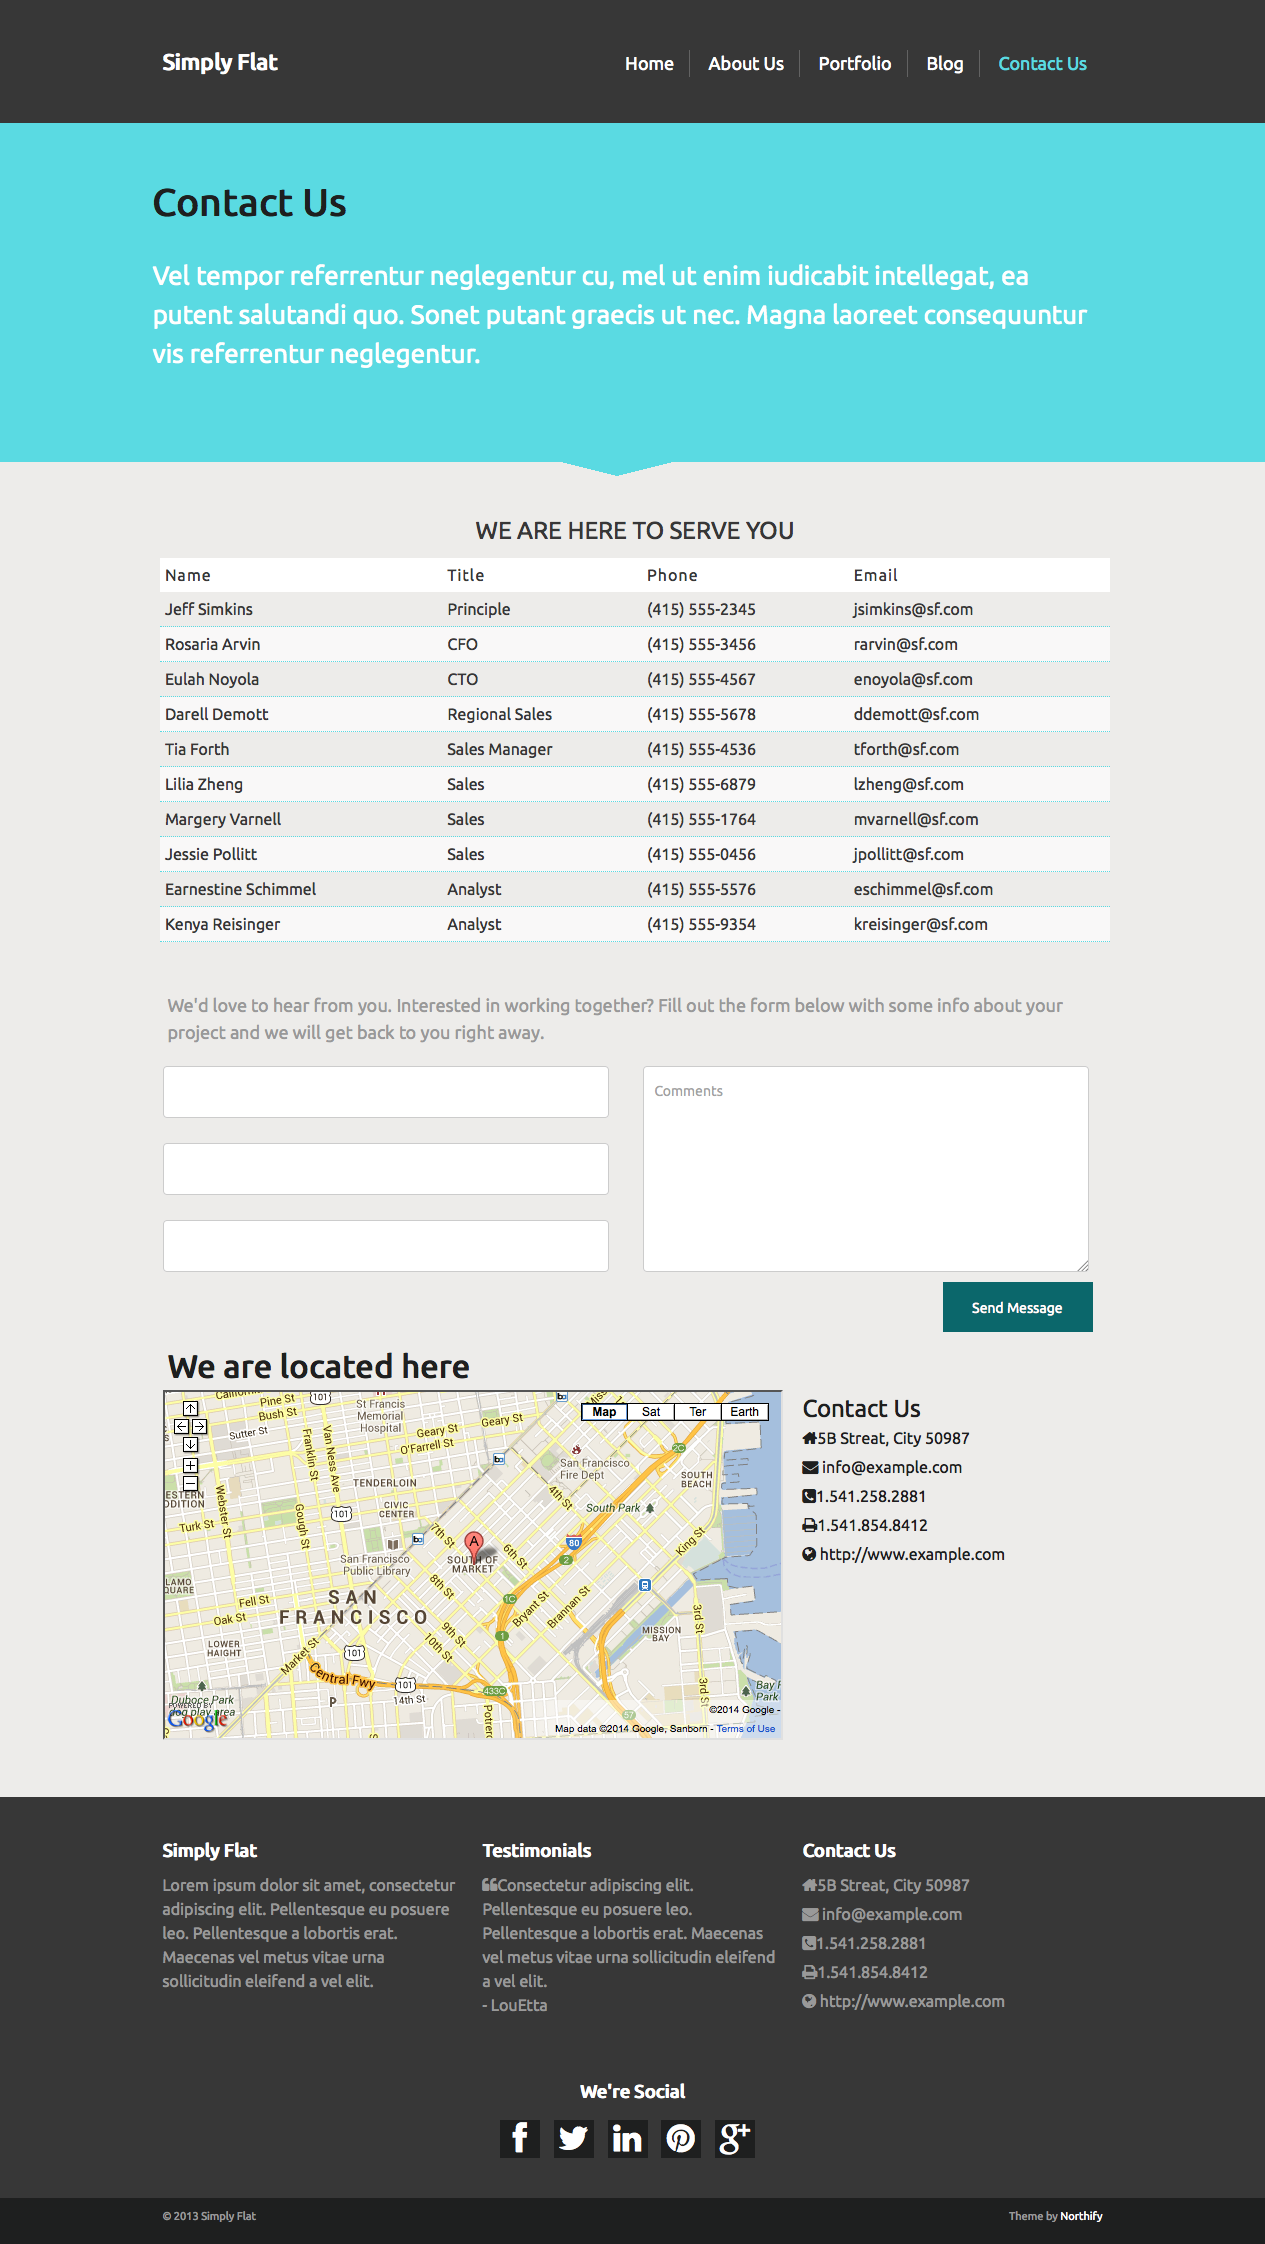 Simply Flat
Home
About Us
Portfolio
Blog
Contact Us
Contact Us
Vel tempor referrentur neglegentur cu, mel ut enim iudicabit intellegat, ea
putent salutandi quo. Sonet putant graecis ut nec. Magna laoreet consequuntur
vis referrentur neglegentur.
WE ARE HERE TO SERVE YOU
Name Title Phone Email
Jeff Simkins Principle (415) 555-2345 jsimkins@sf.com
Rosaria Arvin CFO (415) 555-3456 rarvin@sf.com
Eulah Noyola CTO (415) 555-4567 enoyola@sf.com
Darell Demott Regional Sales (415) 555-5678 ddemott@sf.com
Tia Forth Sales Manager (415) 555-4536 tforth@sf.com
Lilia Zheng Sales (415) 555-6879 lzheng@sf.com
Margery Varnell Sales (415) 555-1764 mvarnell@sf.com
Jessie Pollitt Sales (415) 555-0456 jpollitt@sf.com
Earnestine Schimmel Analyst (415) 555-5576 eschimmel@sf.com
Kenya Reisinger Analyst (415) 555-9354 kreisinger@sf.com
We'd love to hear from you. Interested in working together? Fill out the form below with some info about your
project and we will get back to you right away.
Comments
Send Message
We are located here
Pine St
101
Bush St
Sutter St
Franklin St
Van Ness Ave
St Francis
Memorial
Hospital
Geary St
Geary St
O'Farrell St
Map Sat Ter Earth
2C
San Francisco
Fire Dept
SOUTH
BEACH
TENDERLOIN
4th St
South Park
CIVIC
CENTER
Webster St
Gough St
101
Turk St
7th St
A
6th St
80
King St
San Francisco
Public Library
SOUTH OF
MARKET
2
8th St
SAN
FRANCISCO
Fell St
Oak St
1C
Bryant St
Brannan St
9th St
10th St
1
3rd St
MISSION
BAY
LOWER
HAIGHT
Market St
101
Central Fwy
101
14th St
433C
P
3rd St
Duboce Park
dog play area
POWERED BY
Google
57
©2014 Google -
Map data ©2014 Google, Sanborn - Terms of Use
Contact Us
5B Streat, City 50987
info@example.com
1.541.258.2881
1.541.854.8412
http://www.example.com
Simply Flat
Lorem ipsum dolor sit amet, consectetur
adipiscing elit. Pellentesque eu posuere
leo. Pellentesque a lobortis erat.
Maecenas vel metus vitae urna
sollicitudin eleifend a vel elit.
Testimonials
Consectetur adipiscing elit.
Pellentesque eu posuere leo.
Pellentesque a lobortis erat. Maecenas
vel metus vitae urna sollicitudin eleifend
a vel elit.
- LouEtta
Contact Us
5B Streat, City 50987
info@example.com
1.541.258.2881
1.541.854.8412
http://www.example.com
We're Social
© 2013 Simply Flat
Theme by Northify